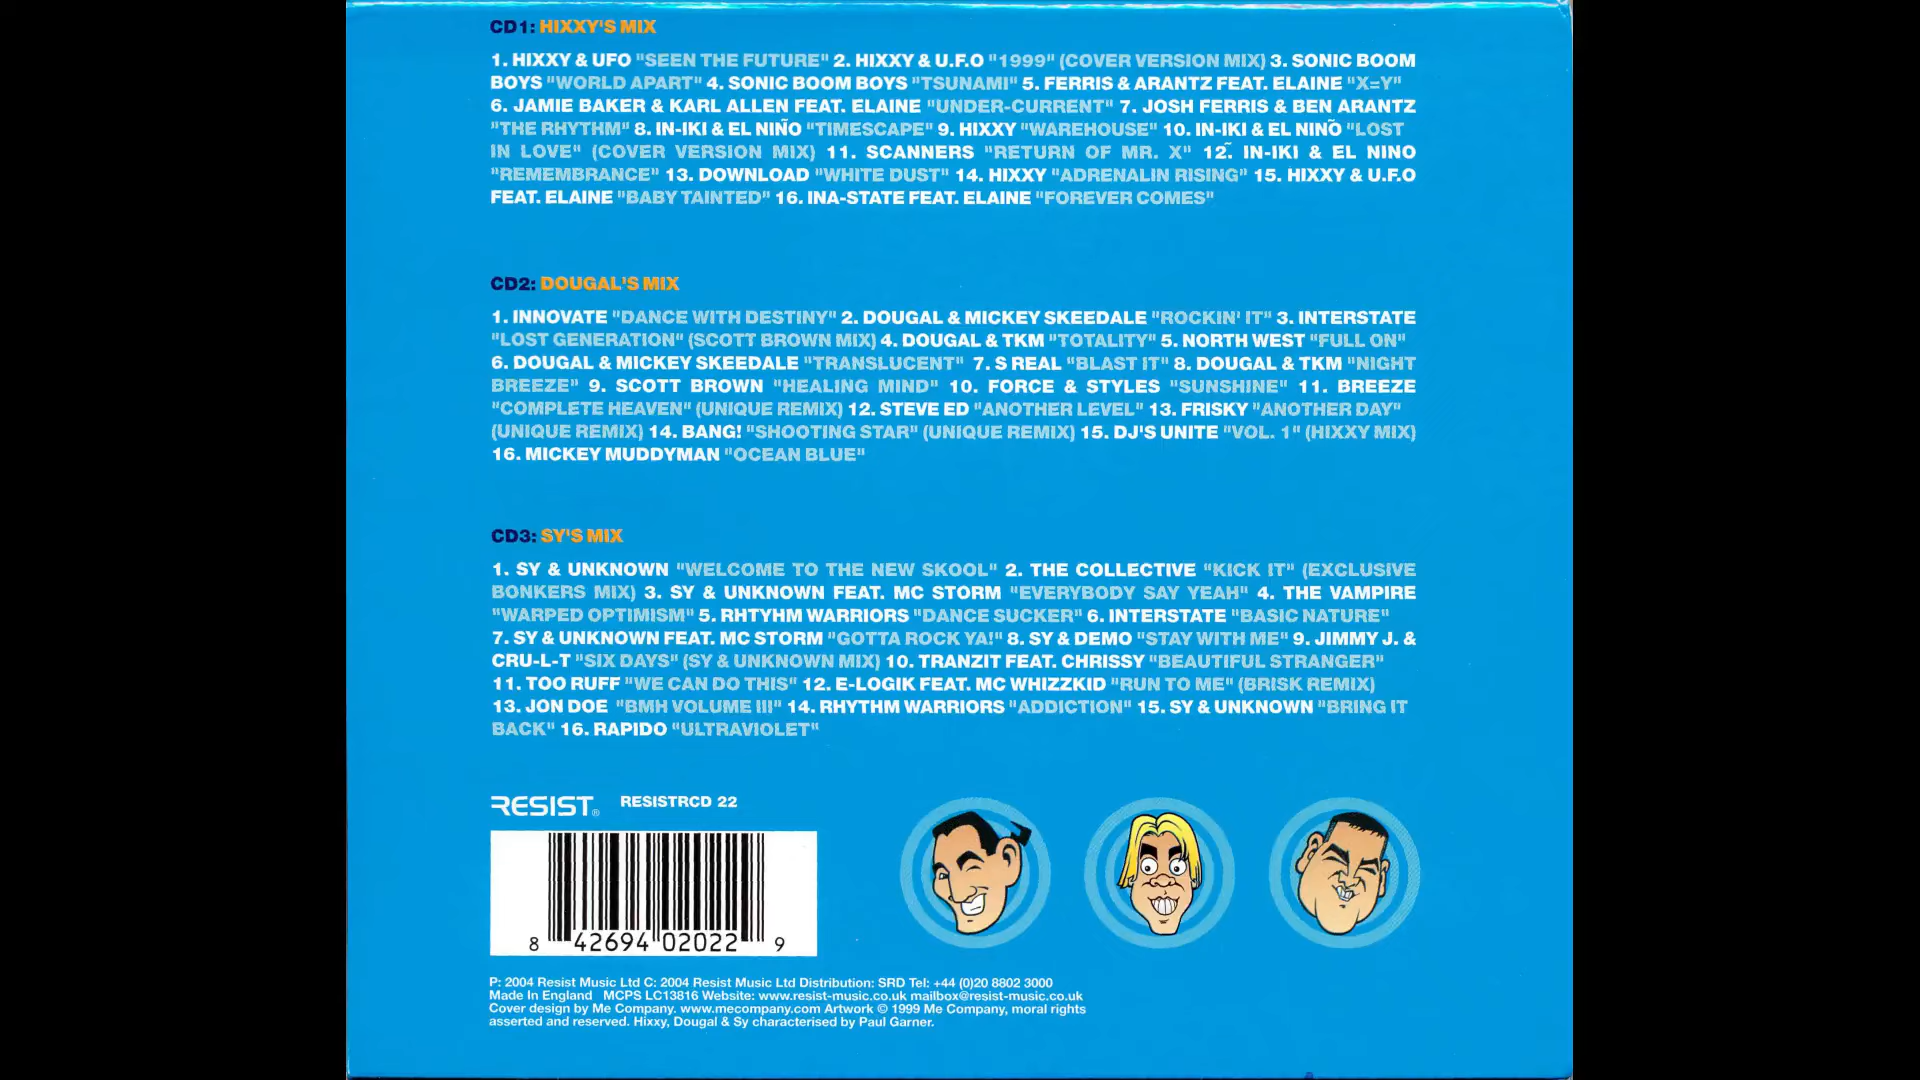 CD1: HIXXY'S MIX
1. HIXXY & UFO "SEEN THE FUTURE" 2. HIXXY & U.F.O "1999" (COVER VERSION MIX) 3. SONIC BOOM
BOYS "WORLD APART" 4. SONIC BOOM BOYS "TSUNAMI" 5. FERRIS & ARANTZ FEAT. ELAINE "X=Y"
6. JAMIE BAKER & KARL ALLEN FEAT. ELAINE "UNDER-CURRENT" 7. JOSH FERRIS & BEN ARANTZ
"THE RHYTHM" 8. IN-IKI & EL NIÑO "TIMESCAPE" 9. HIXXY "WAREHOUSE" 10. IN-IKI & EL NIÑO "LOST
IN LOVE" (COVER VERSION MIX) 11. SCANNERS "RETURN OF MR. X" 12. IN-IKI & EL NINO
"REMEMBRANCE" 13. DOWNLOAD "WHITE DUST" 14. HIXXY "ADRENALIN RISING" 15. HIXXY & U.F.O
FEAT. ELAINE "BABY TAINTED" 16. INA-STATE FEAT. ELAINE "FOREVER COMES"
CD2: DOUGAL'S MIX
1. INNOVATE "DANCE WITH DESTINY" 2. DOUGAL & MICKEY SKEEDALE "ROCKIN' IT" 3. INTERSTATE
"LOST GENERATION" (SCOTT BROWN MIX) 4. DOUGAL & TKM "TOTALITY" 5. NORTH WEST "FULL ON"
6. DOUGAL & MICKEY SKEEDALE "TRANSLUCENT" 7. S REAL "BLAST IT" 8. DOUGAL & TKM "NIGHT
BREEZE" 9. SCOTT BROWN "HEALING MIND" 10. FORCE & STYLES "SUNSHINE" 11. BREEZE
"COMPLETE HEAVEN" (UNIQUE REMIX) 12. STEVE ED "ANOTHER LEVEL" 13. FRISKY "ANOTHER DAY"
(UNIQUE REMIX) 14. BANG! "SHOOTING STAR" (UNIQUE REMIX) 15. DJ'S UNITE "VOL. 1" (HIXXY MIX)
16. MICKEY MUDDYMAN "OCEAN BLUE"
CD3: SY'S MIX
1. SY & UNKNOWN "WELCOME TO THE NEW SKOOL" 2. THE COLLECTIVE "KICK IT" (EXCLUSIVE
BONKERS MIX) 3. SY & UNKNOWN FEAT. MC STORM "EVERYBODY SAY YEAH" 4. THE VAMPIRE
"WARPED OPTIMISM" 5. RHTYHM WARRIORS "DANCE SUCKER" 6. INTERSTATE "BASIC NATURE"
7. SY & UNKNOWN FEAT. MC STORM "GOTTA ROCK YA!" 8. SY & DEMO "STAY WITH ME" 9. JIMMY J. &
CRU-L-T "SIX DAYS" (SY & UNKNOWN MIX) 10. TRANZIT FEAT. CHRISSY "BEAUTIFUL STRANGER"
11. TOO RUFF "WE CAN DO THIS" 12. E-LOGIK FEAT. MC WHIZZKID "RUN TO ME" (BRISK REMIX)
13. JON DOE "BMH VOLUME III" 14. RHYTHM WARRIORS "ADDICTION" 15. SY & UNKNOWN "BRING IT
BACK" 16. RAPIDO "ULTRAVIOLET"
RESIST® RESISTRCD 22
8 42694 02022 9
P: 2004 Resist Music Ltd C: 2004 Resist Music Ltd Distribution: SRD Tel: +44 (0)20 8802 3000
Made In England MCPS LC13816 Website: www.resist-music.co.uk mailbox@resist-music.co.uk
Cover design by Me Company. www.mecompany.com Artwork © 1999 Me Company, moral rights
asserted and reserved. Hixxy, Dougal & Sy characterised by Paul Garner.